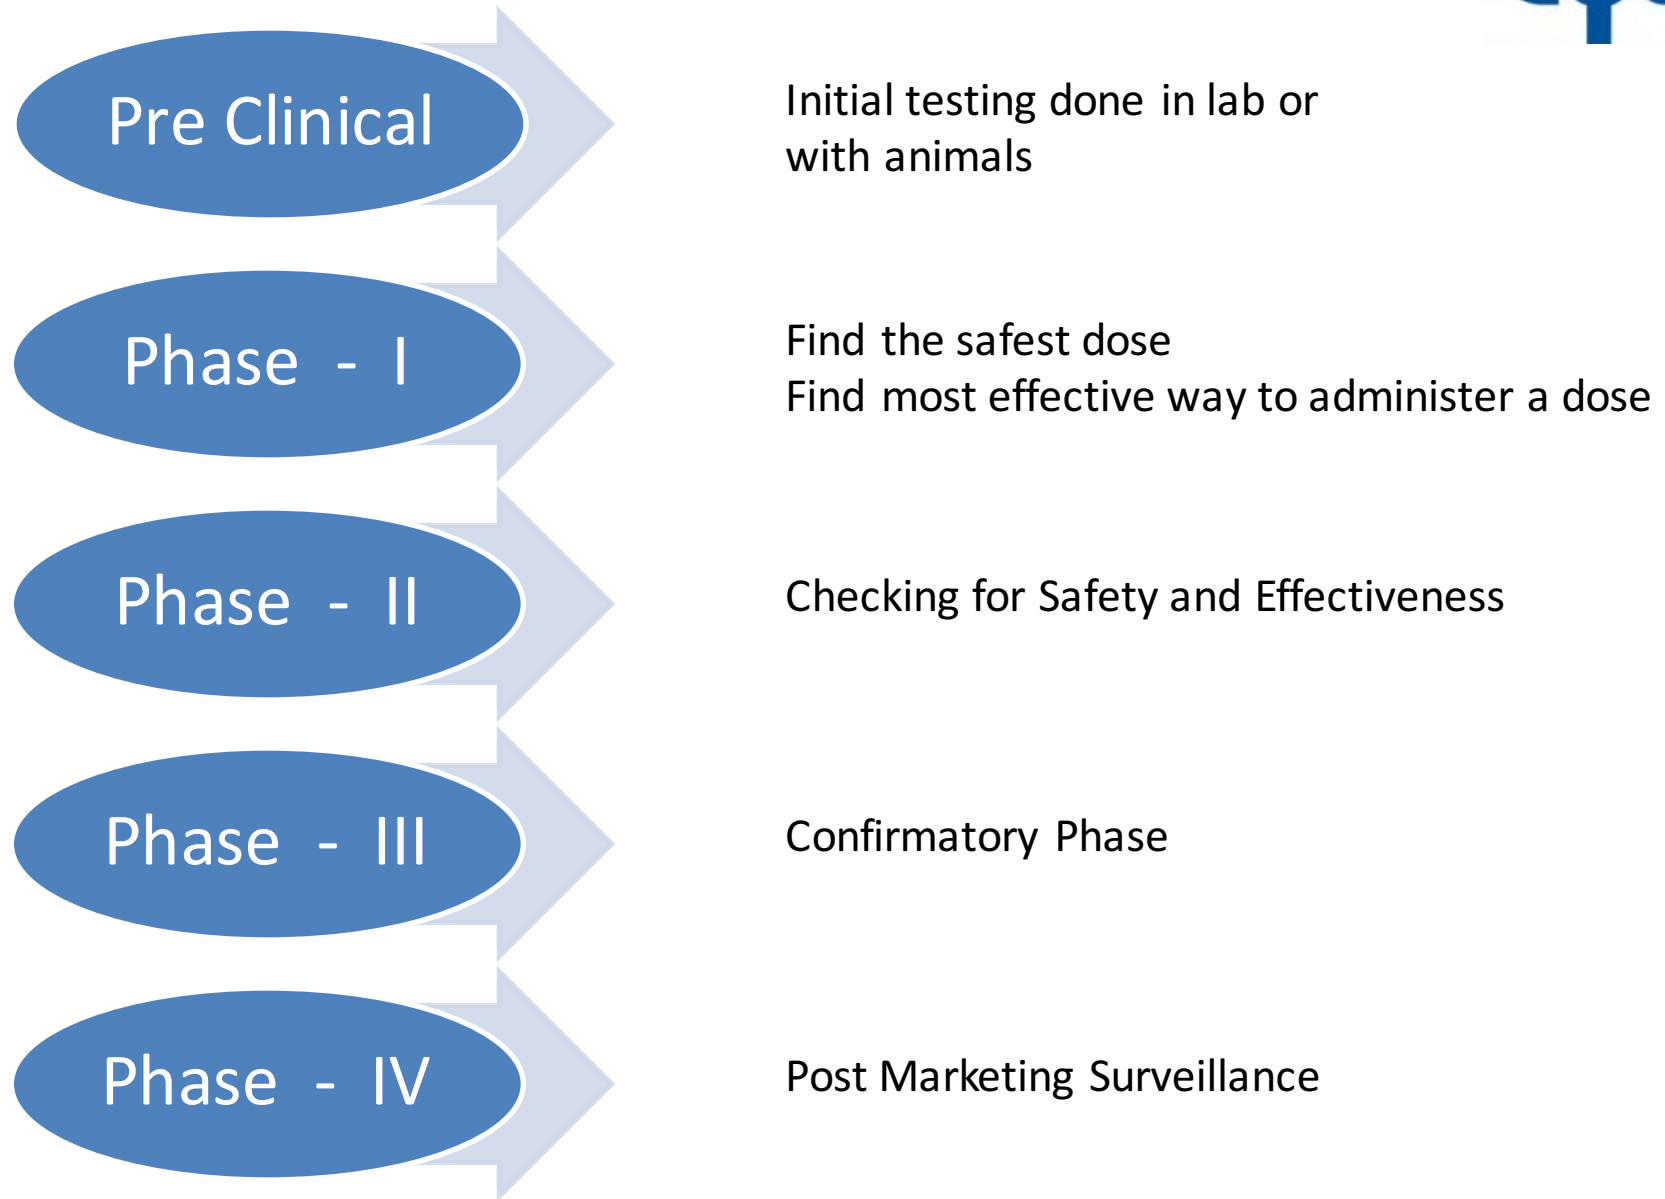 Pre Clinical
Initial testing done in lab or
with animals
Phase - I
Find the safest dose
Find most effective way to administer a dose
Phase - II
Checking for Safety and Effectiveness
Phase - III
Confirmatory Phase
Phase - IV
Post Marketing Surveillance